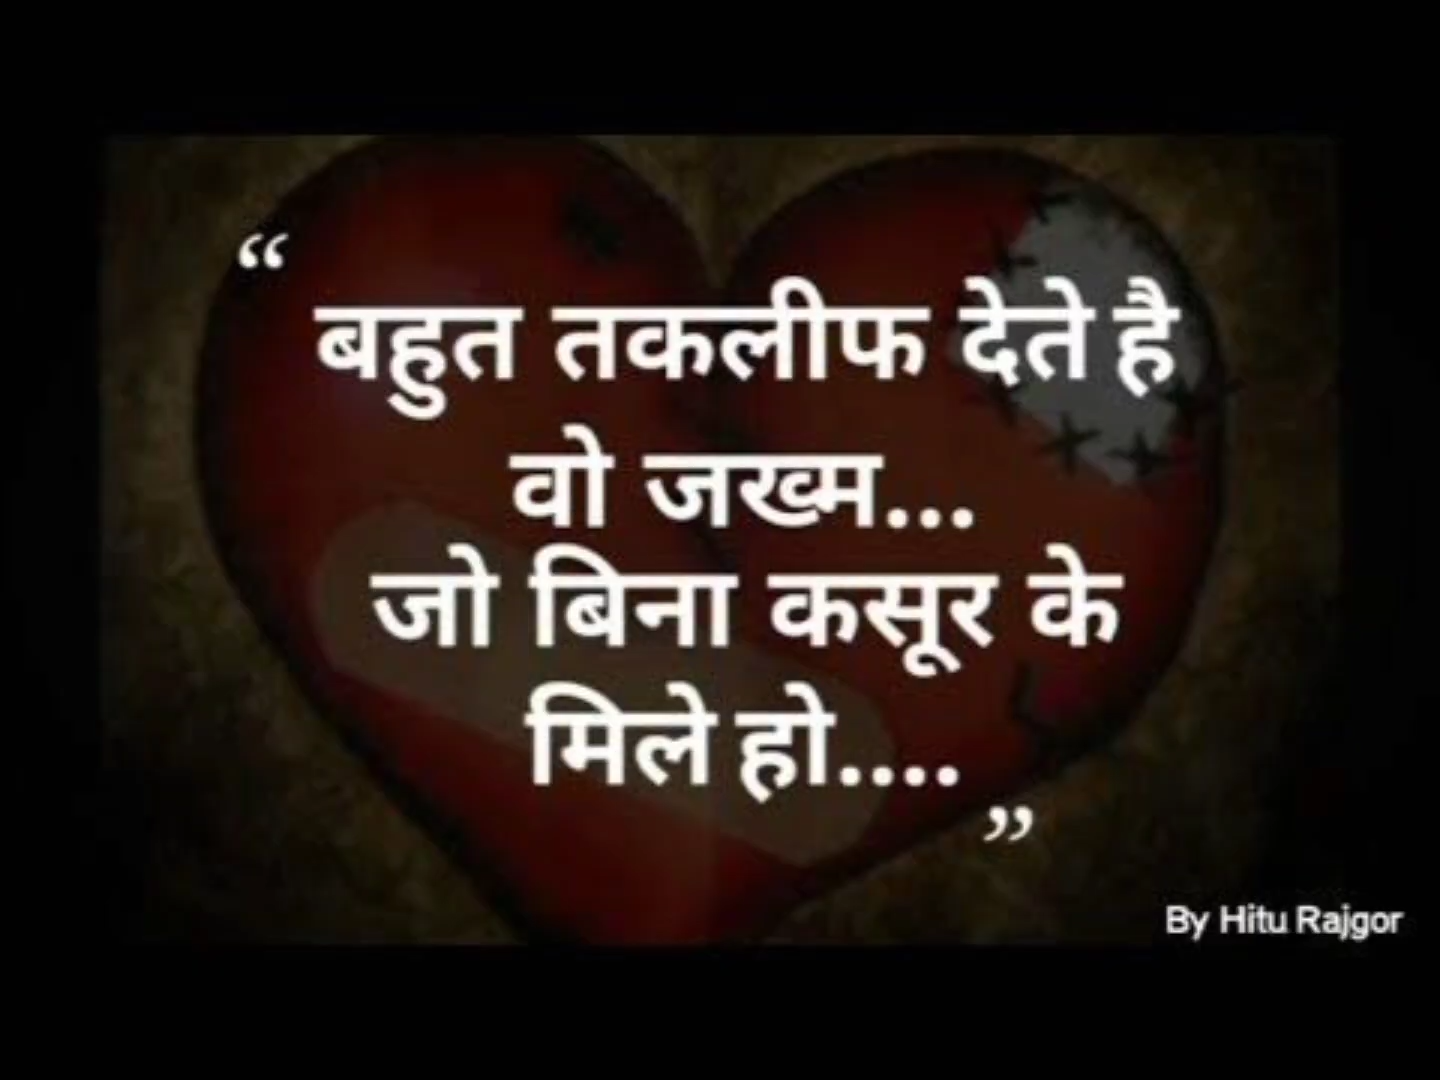 “
बहुत तकलीफ देते है
वो जख्म...
जो बिना कसूर के
मिले हो....
”
By Hitu Rajgor